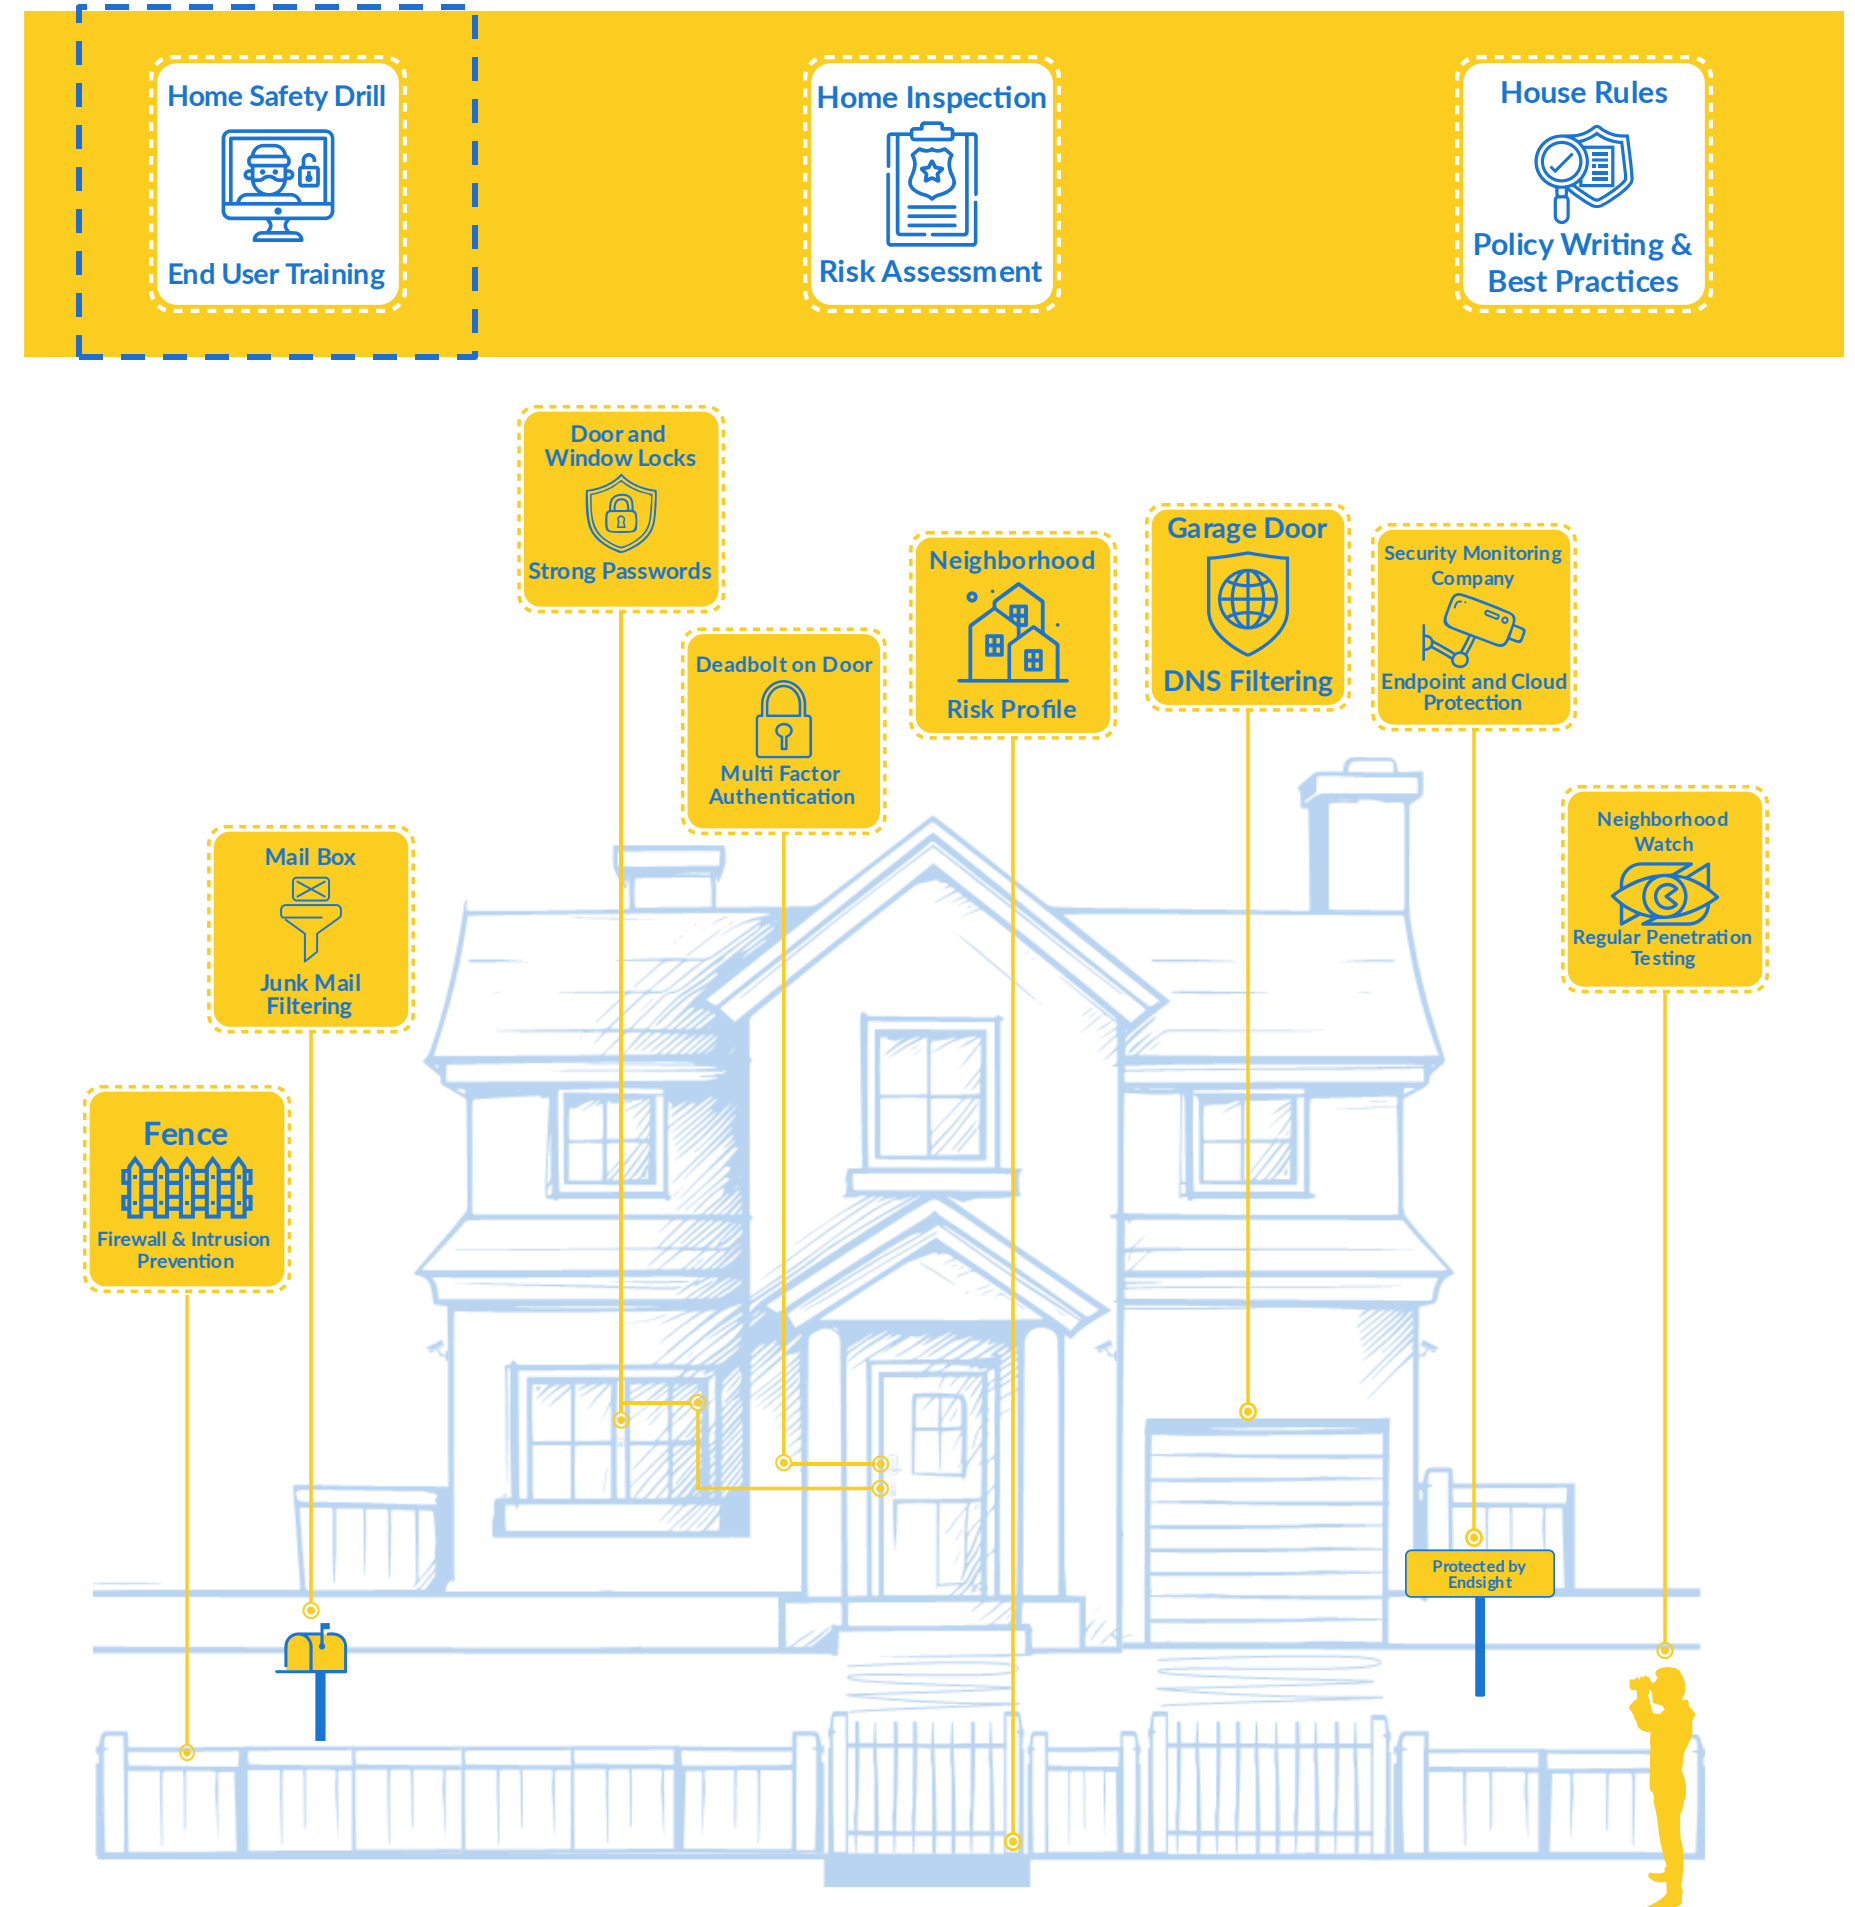 Home Safety Drill
End User Training
Home Inspection
Risk Assessment
House Rules
Policy Writing &
Best Practices
Door and
Window Locks
Strong Passwords
Deadbolt on Door
Multi Factor
Authentication
Neighborhood
Risk Profile
Garage Door
DNS Filtering
Security Monitoring
Company
Endpoint and Cloud
Protection
Neighborhood
Watch
Regular Penetration
Testing
Mail Box
Junk Mail
Filtering
Fence
Firewall & Intrusion
Prevention
Protected by
Endsight